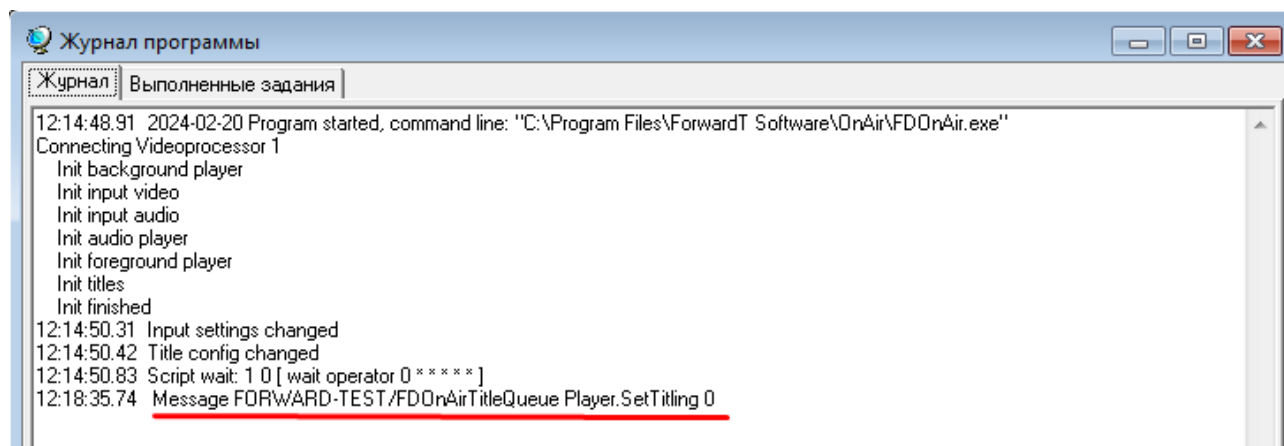 Журнал программы
Журнал Выполненные задания
12:14:48.91 2024-02-20 Program started, command line: "C:\Program Files\ForwardT Software\OnAir\FDOnAir.exe"
Connecting Videoprocessor 1
Init background player
Init input video
Init input audio
Init audio player
Init foreground player
Init titles
Init finished
12:14:50.31 Input settings changed
12:14:50.42 Title config changed
12:14:50.83 Script wait: 1 0 [ wait operator 0 * * * * * ]
12:18:35.74 Message FORWARD-TEST/FDOnAirTitleQueue Player.SetTitling 0